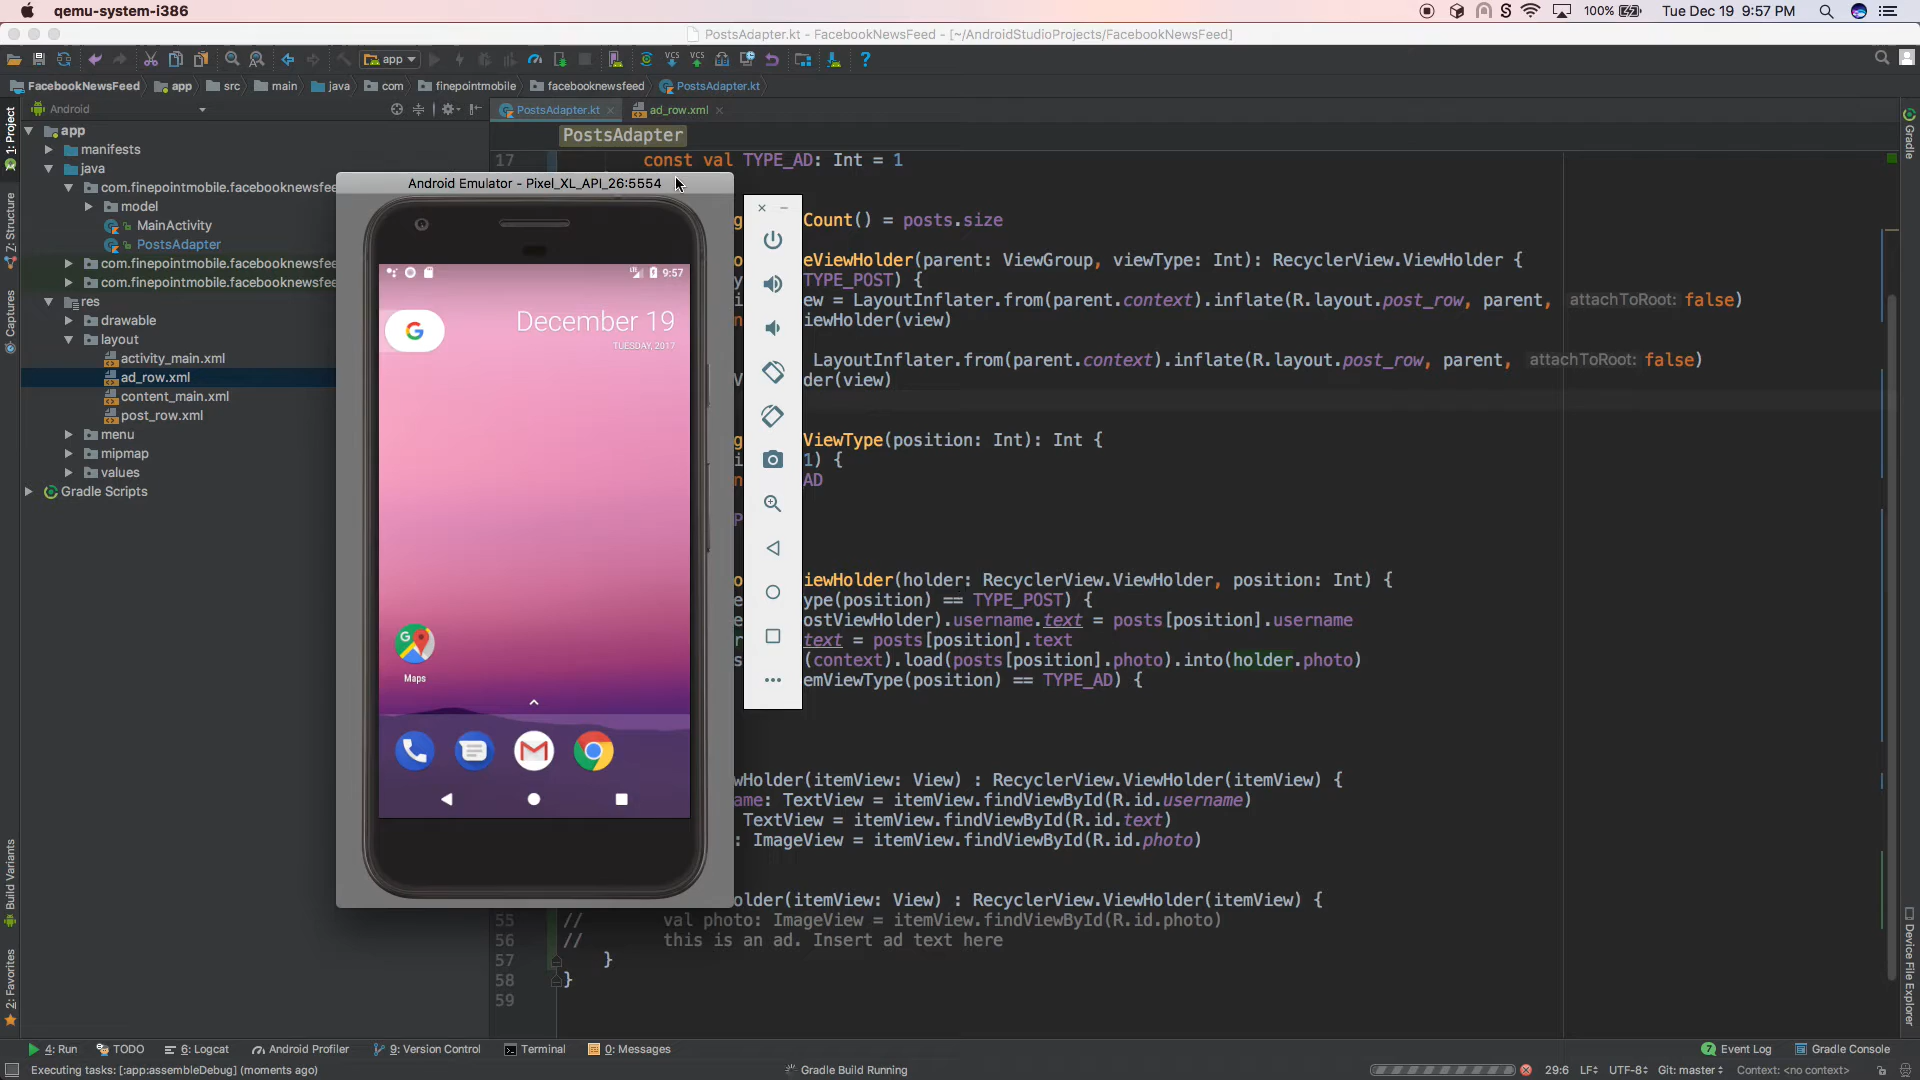 qemu-system-i386
100%
Tue Dec 19 9:57 PM
PostsAdapter.kt - FacebookNewsFeed - [~/AndroidStudioProjects/FacebookNewsFeed]
app
FacebookNewsFeed
app
src
main
java
com
finepointmobile
facebooknewsfeed
PostsAdapter.kt
Android
PostsAdapter.kt
ad_row.xml
PostsAdapter
1: Project
Z: Structure
Captures
Build Variants
2: Favorites
Gradle
Device File Explorer
app
manifests
java
com.finepointmobile.facebooknewsfe
model
MainActivity
PostsAdapter
com.finepointmobile.facebooknewsfe
com.finepointmobile.facebooknewsfe
res
drawable
layout
activity_main.xml
ad_row.xml
content_main.xml
post_row.xml
menu
mipmap
values
Gradle Scripts
Android Emulator - Pixel_XL_API_26:5554
9:57
G
December 19
TUESDAY, 2017
Maps
17 const val TYPE_AD: Int = 1
Count() = posts.size
eViewHolder(parent: ViewGroup, viewType: Int): RecyclerView.ViewHolder {
TYPE_POST) {
ew = LayoutInflater.from(parent.context).inflate(R.layout.post_row, parent, attachToRoot: false)
iewHolder(view)
LayoutInflater.from(parent.context).inflate(R.layout.post_row, parent, attachToRoot: false)
der(view)
ViewType(position: Int): Int {
1) {
AD
iewHolder(holder: RecyclerView.ViewHolder, position: Int) {
ype(position) == TYPE_POST) {
ostViewHolder).username.text = posts[position].username
text = posts[position].text
(context).load(posts[position].photo).into(holder.photo)
emViewType(position) == TYPE_AD) {
wHolder(itemView: View) : RecyclerView.ViewHolder(itemView) {
ame: TextView = itemView.findViewById(R.id.username)
TextView = itemView.findViewById(R.id.text)
: ImageView = itemView.findViewById(R.id.photo)
older(itemView: View) : RecyclerView.ViewHolder(itemView) {
55 // val photo: ImageView = itemView.findViewById(R.id.photo)
56 // this is an ad. Insert ad text here
57 }
58 }
59
4: Run
TODO
6: Logcat
Android Profiler
9: Version Control
Terminal
0: Messages
7 Event Log
Gradle Console
Executing tasks: [:app:assembleDebug] (moments ago)
Gradle Build Running
29:6
LF
UTF-8
Git: master
Context: <no context>